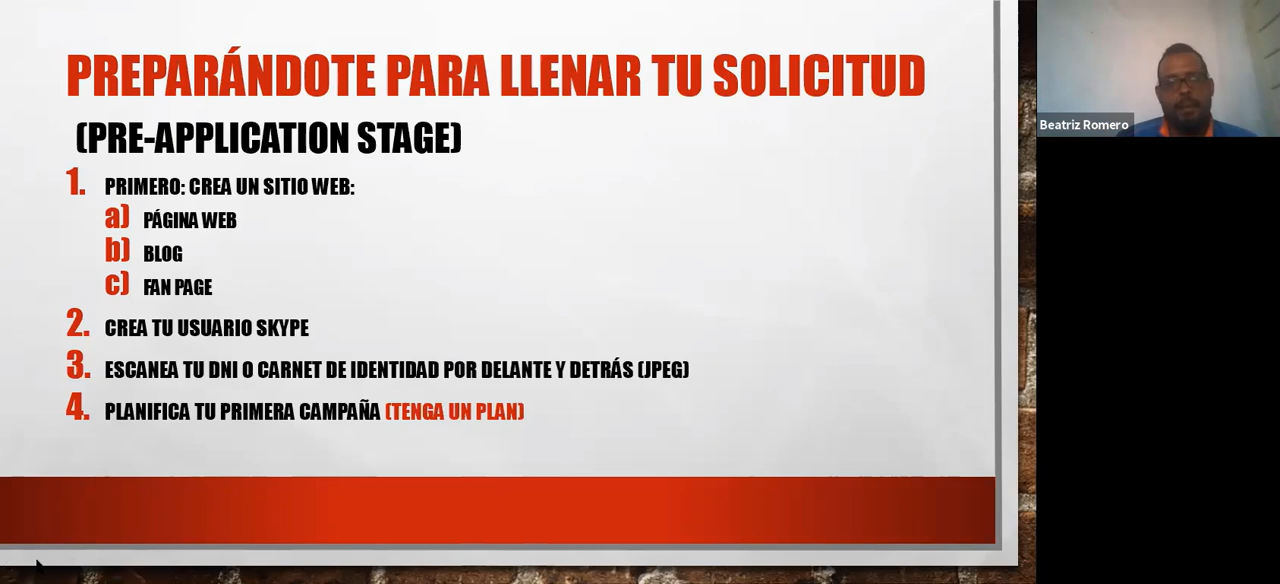 PREPARÁNDOTE PARA LLENAR TU SOLICITUD
(PRE-APPLICATION STAGE)
1. PRIMERO: CREA UN SITIO WEB:
a) PÁGINA WEB
b) BLOG
c) FAN PAGE
2. CREA TU USUARIO SKYPE
3. ESCANEA TU DNI O CARNET DE IDENTIDAD POR DELANTE Y DETRÁS (JPEG)
4. PLANIFICA TU PRIMERA CAMPAÑA (TENGA UN PLAN)
Beatriz Romero